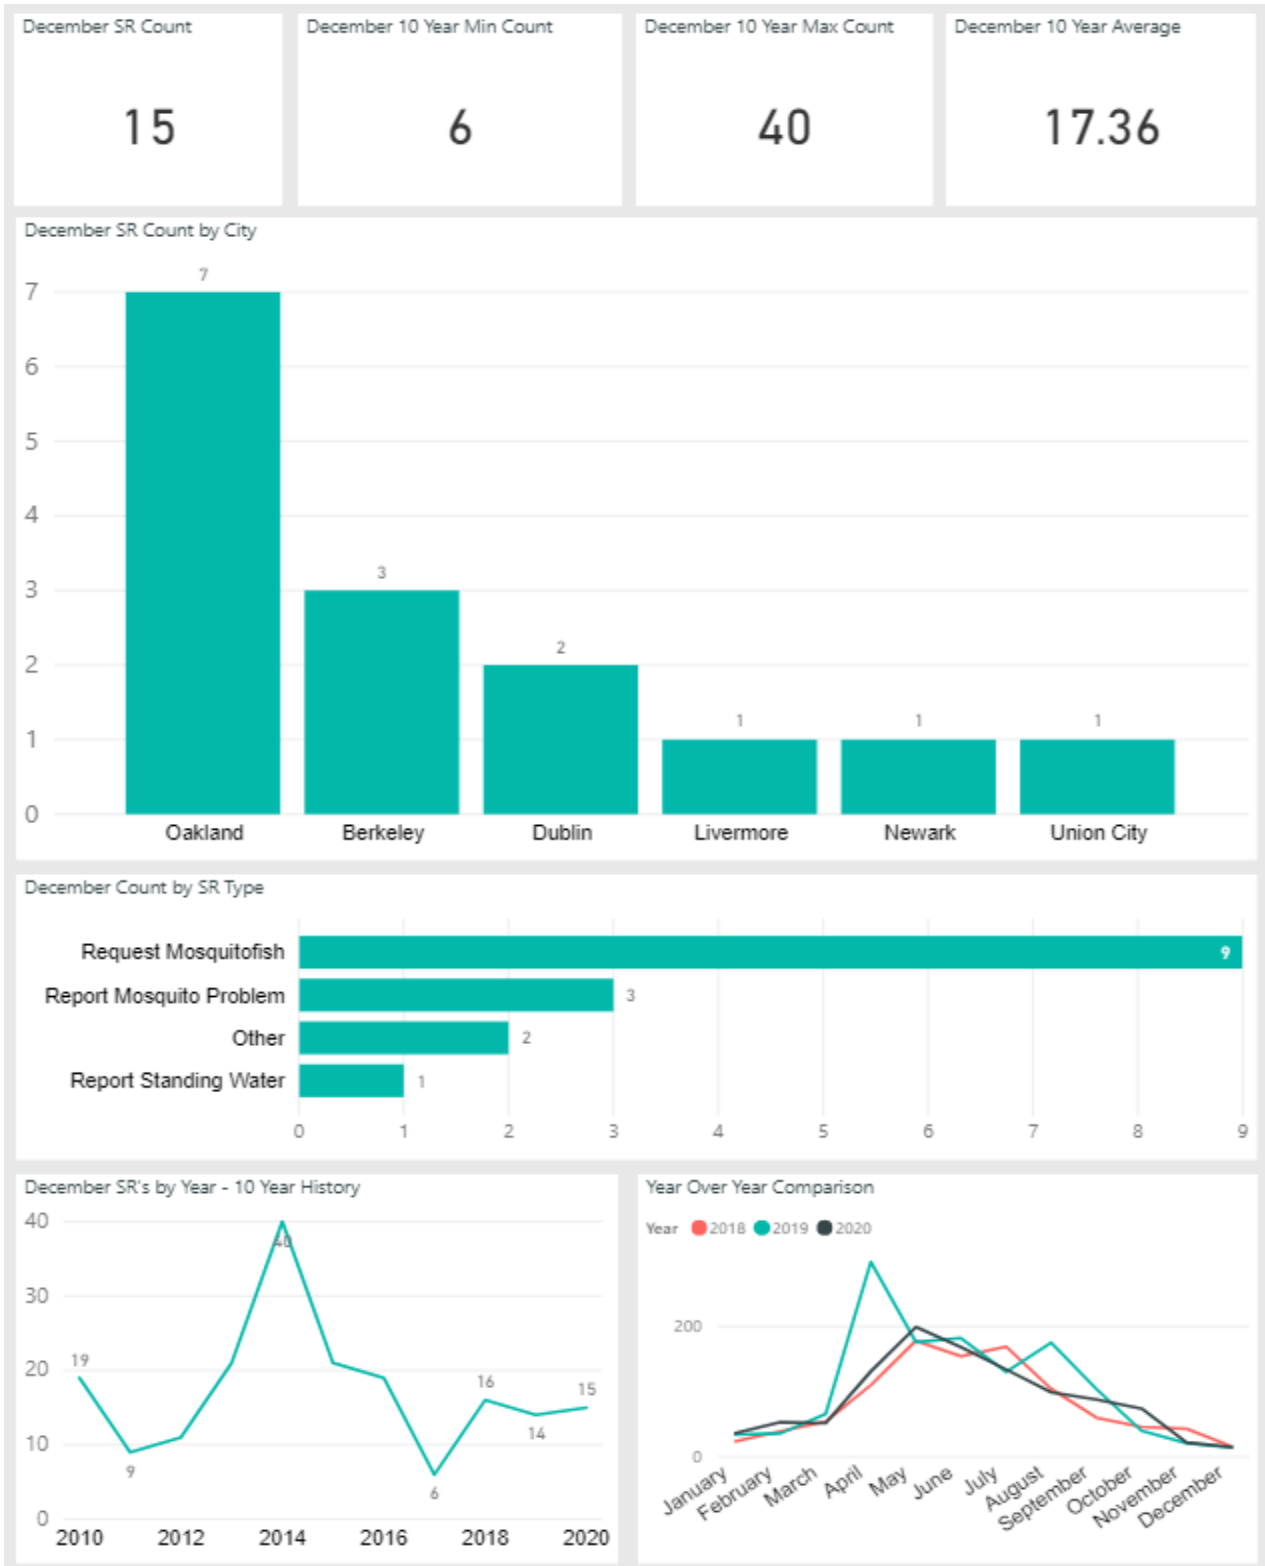 December SR Count
15
December 10 Year Min Count
6
December 10 Year Max Count
40
December 10 Year Average
17.36
December SR Count by City
7
6
5
4
3
2
1
0
7
3
2
1
1
1
Oakland
Berkeley
Dublin
Livermore
Newark
Union City
December Count by SR Type
Request Mosquitofish
9
Report Mosquito Problem
3
Other
2
Report Standing Water
1
0 1 2 3 4 5 6 7 8 9
December SR's by Year - 10 Year History
40
30
20
10
0
19
9
40
6
16
14
15
2010 2012 2014 2016 2018 2020
Year Over Year Comparison
Year 2018 2019 2020
200
0
January
February
March
April
May
June
July
August
September
October
November
December